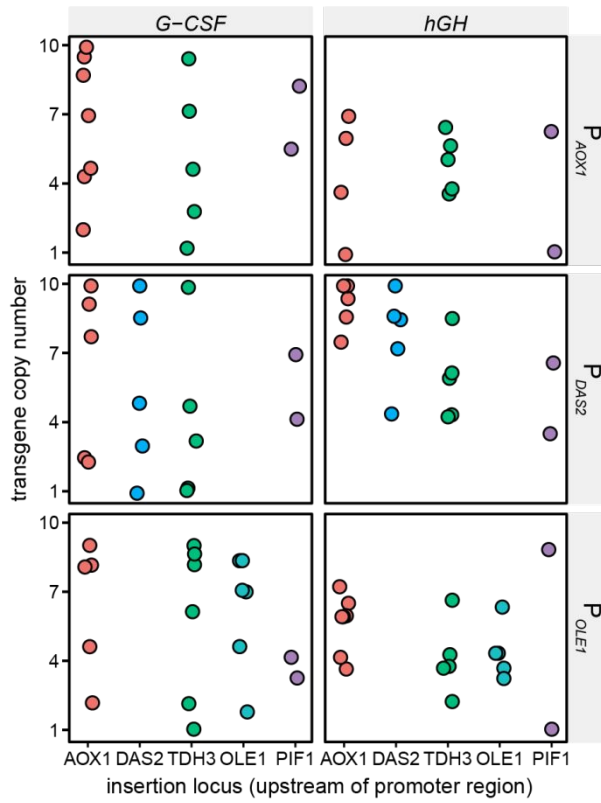 G−CSF hGH
10
7
4
1
P AOX1
transgene copy number
10
7
4
1
P DAS2
10
7
4
1
P OLE1
AOX1 DAS2 TDH3 OLE1 PIF1 AOX1 DAS2 TDH3 OLE1 PIF1
insertion locus (upstream of promoter region)